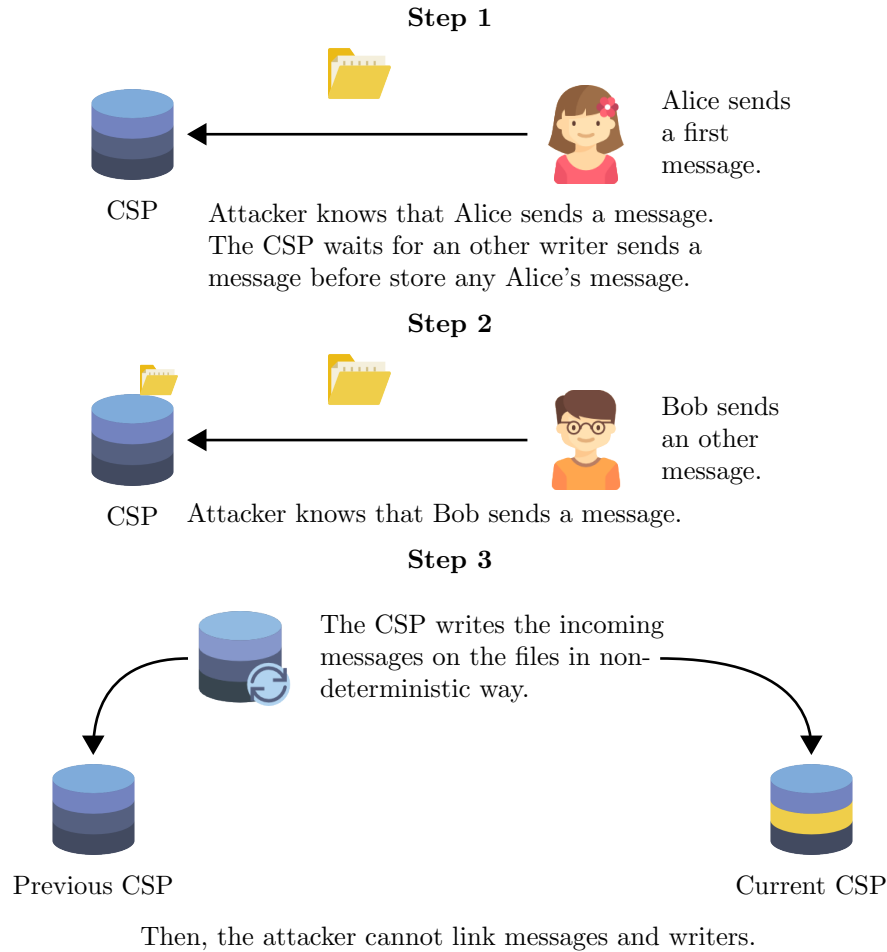 Step 1
Alice sends
a first
message.
CSP
Attacker knows that Alice sends a message.
The CSP waits for an other writer sends a
message before store any Alice's message.
Step 2
Bob sends
an other
message.
CSP
Attacker knows that Bob sends a message.
Step 3
The CSP writes the incoming
messages on the files in non-
deterministic way.
Previous CSP
Current CSP
Then, the attacker cannot link messages and writers.